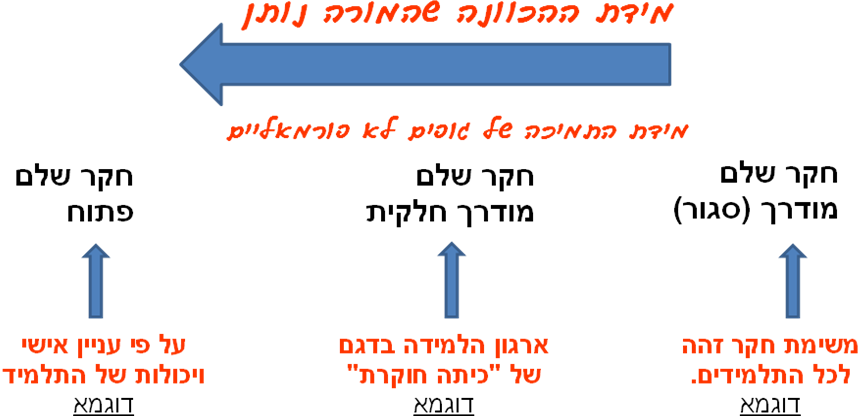 מידת ההכוונה שהמורה נותן
מידת התמיכה של גופים לא פורמאליים
חקר שלם
מודרך (סגור)
חקר שלם
מודרך חלקית
חקר שלם
פתוח
משימת חקר זהה
לכל התלמידים.
דוגמא
ארגון הלמידה בדגם
של "כיתה חוקרת"
דוגמא
על פי עניין אישי
ויכולות של התלמיד
דוגמא